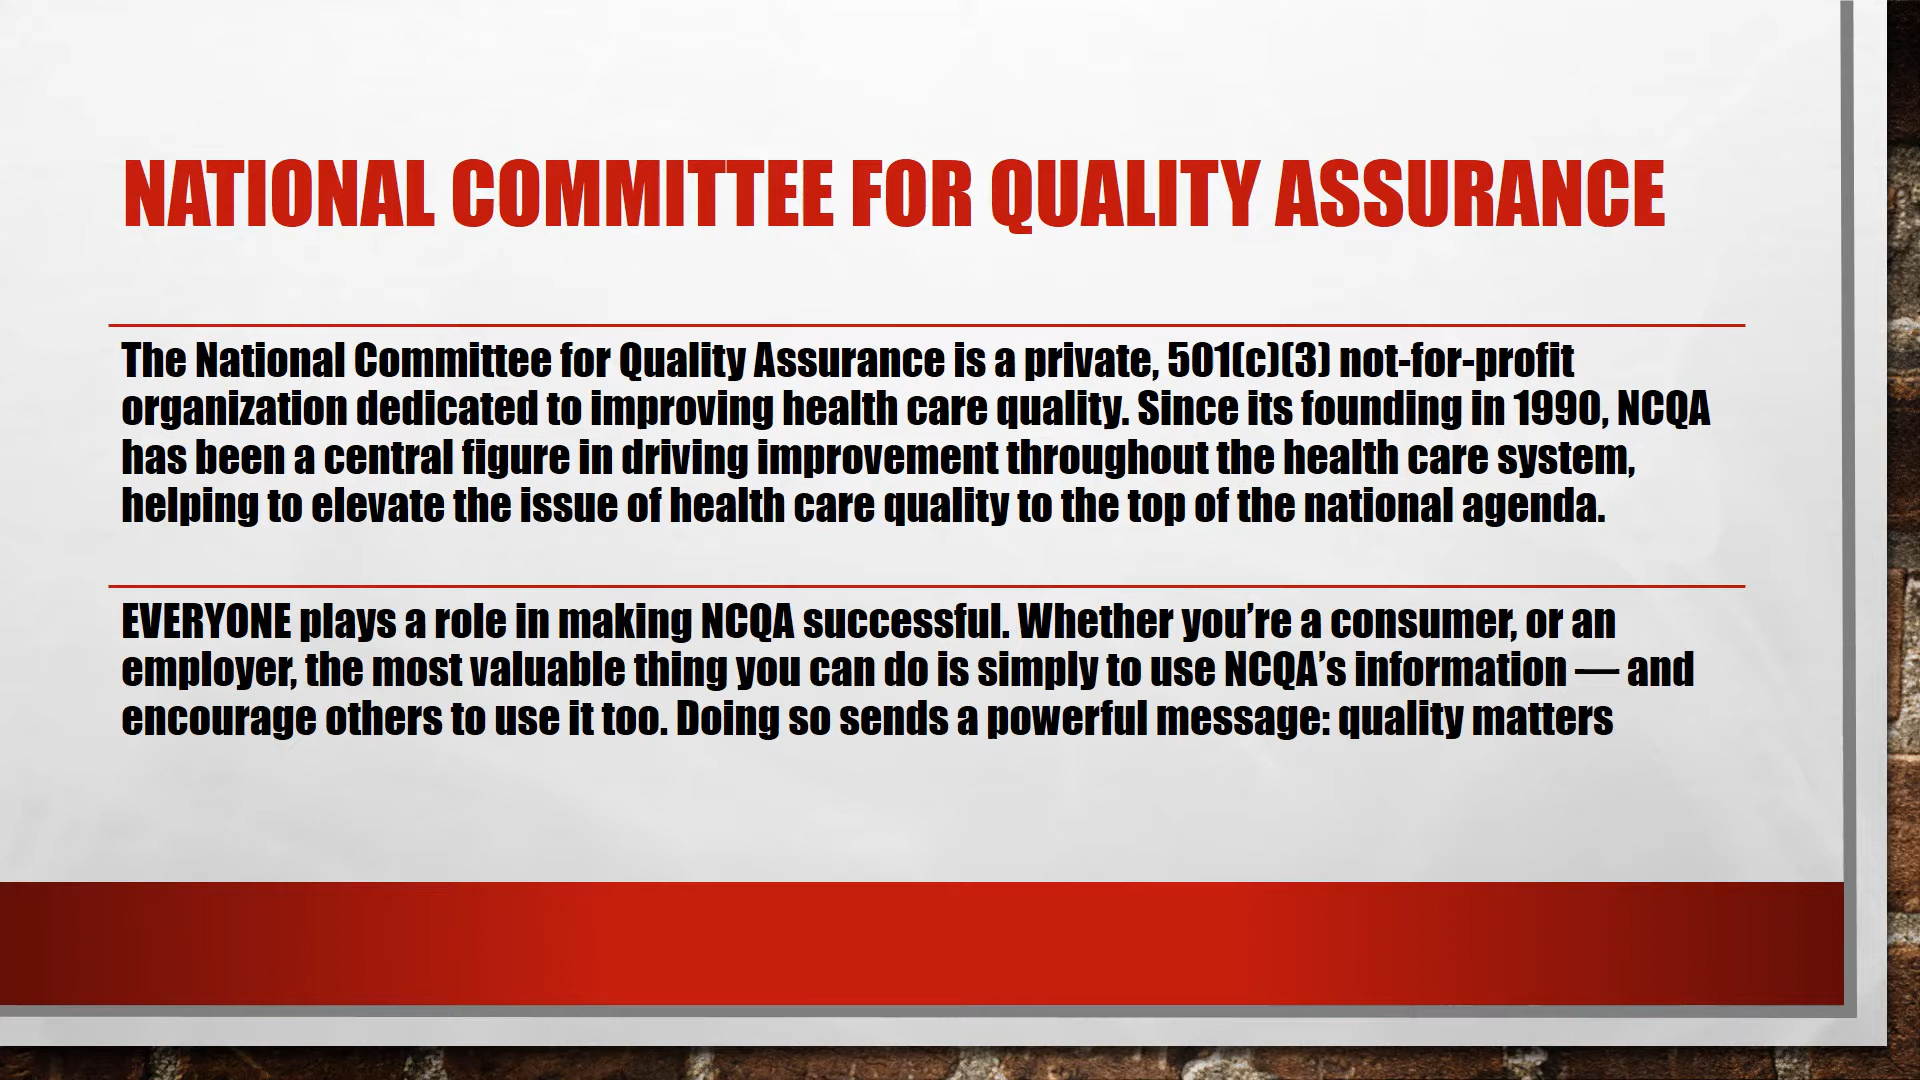 NATIONAL COMMITTEE FOR QUALITY ASSURANCE
The National Committee for Quality Assurance is a private, 501(c)(3) not-for-profit
organization dedicated to improving health care quality. Since its founding in 1990, NCQA
has been a central figure in driving improvement throughout the health care system,
helping to elevate the issue of health care quality to the top of the national agenda.
EVERYONE plays a role in making NCQA successful. Whether you’re a consumer, or an
employer, the most valuable thing you can do is simply to use NCQA’s information — and
encourage others to use it too. Doing so sends a powerful message: quality matters